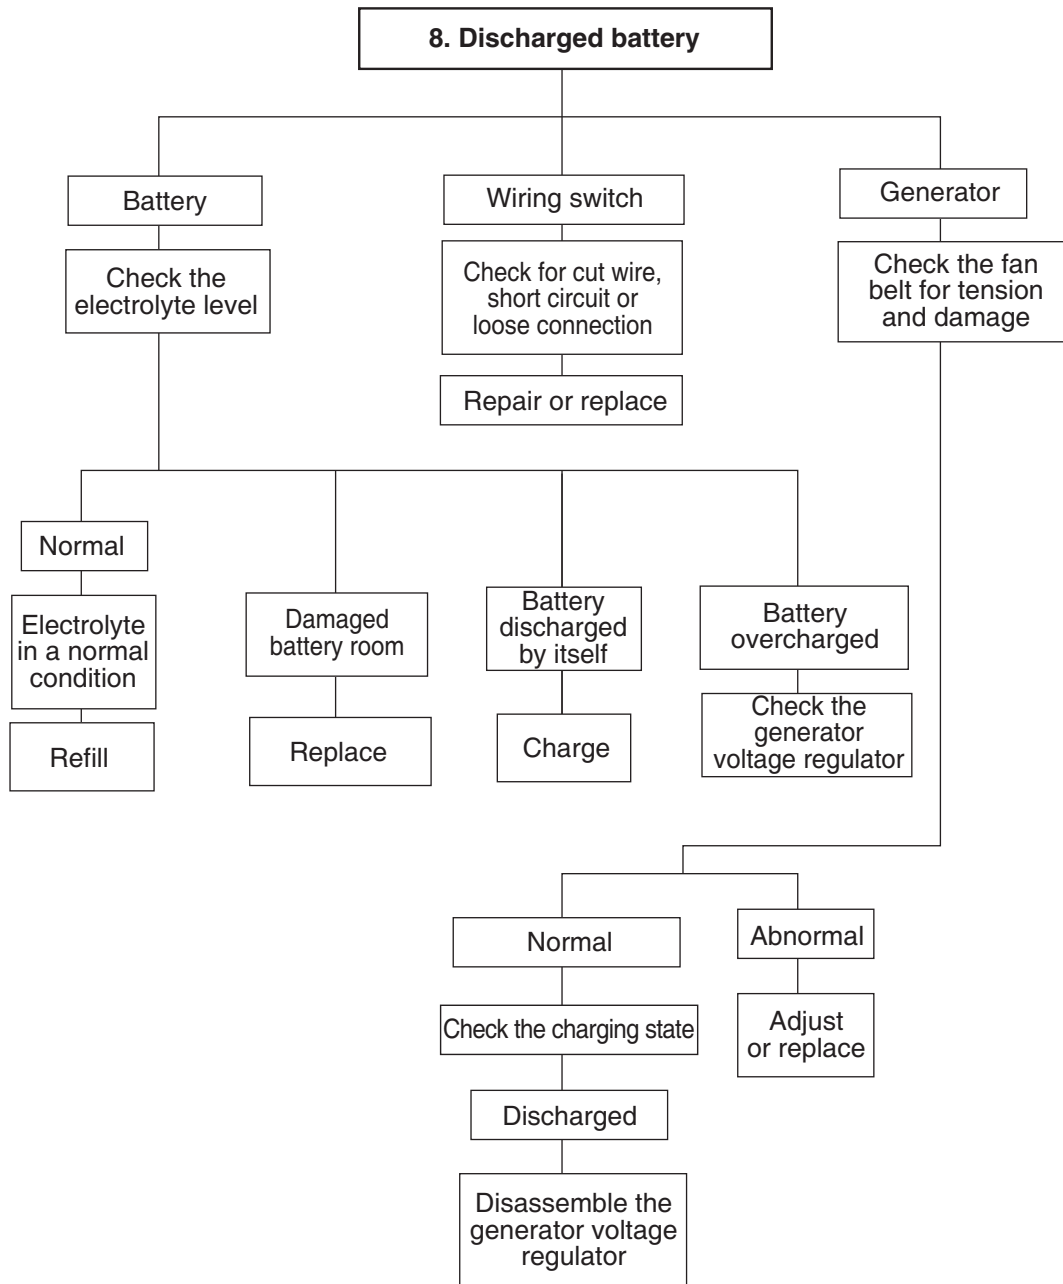 8. Discharged battery
Battery
Wiring switch
Generator
Check the
electrolyte level
Check for cut wire,
short circuit or
loose connection
Check the fan
belt for tension
and damage
Repair or replace
Normal
Electrolyte
in a normal
condition
Refill
Damaged
battery room
Replace
Battery
discharged
by itself
Charge
Battery
overcharged
Check the
generator
voltage regulator
Normal
Abnormal
Check the charging state
Adjust
or replace
Discharged
Disassemble the
generator voltage
regulator